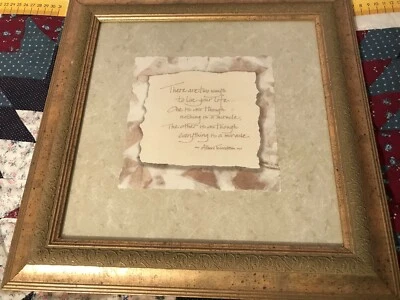 There are two ways
to live your life.
One is as though
nothing is a miracle.
The other is as though
everything is a miracle.
~ Albert Einstein